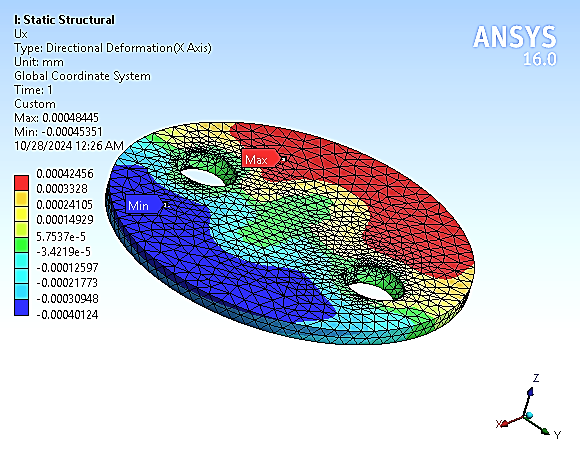 I: Static Structural
Ux
Type: Directional Deformation(X Axis)
Unit: mm
Global Coordinate System
Time: 1
Custom
Max: 0.00048445
Min: -0.00045351
10/28/2024 12:26 AM
ANSYS
16.0
0.00042456
0.0003328
0.00024105
0.00014929
5.7537e-5
-3.4219e-5
-0.00012597
-0.00021773
-0.00030948
-0.00040124
Max
Min
Z
X
Y